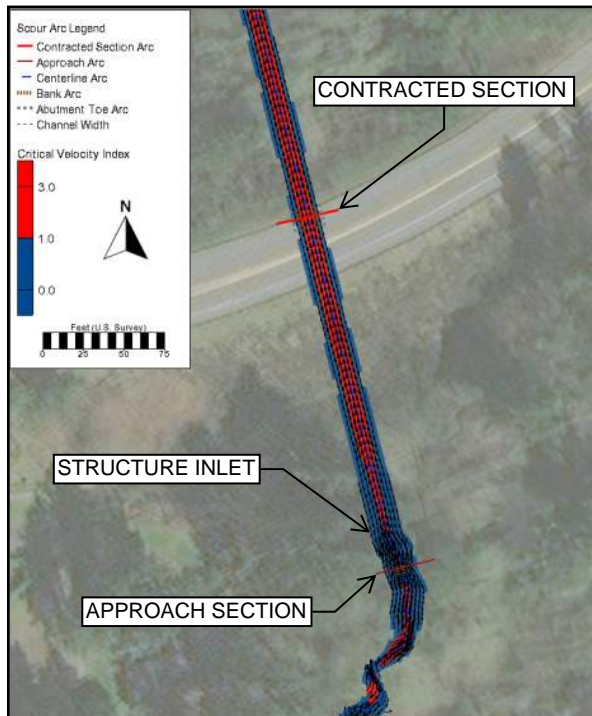 Scour Arc Legend
Contracted Section Arc
Approach Arc
Centerline Arc
Bank Arc
Abutment Toe Arc
Channel Width
Critical Velocity Index
3.0
1.0
0.0
N
Feet (U.S. Survey)
0 25 50 75
CONTRACTED SECTION
STRUCTURE INLET
APPROACH SECTION